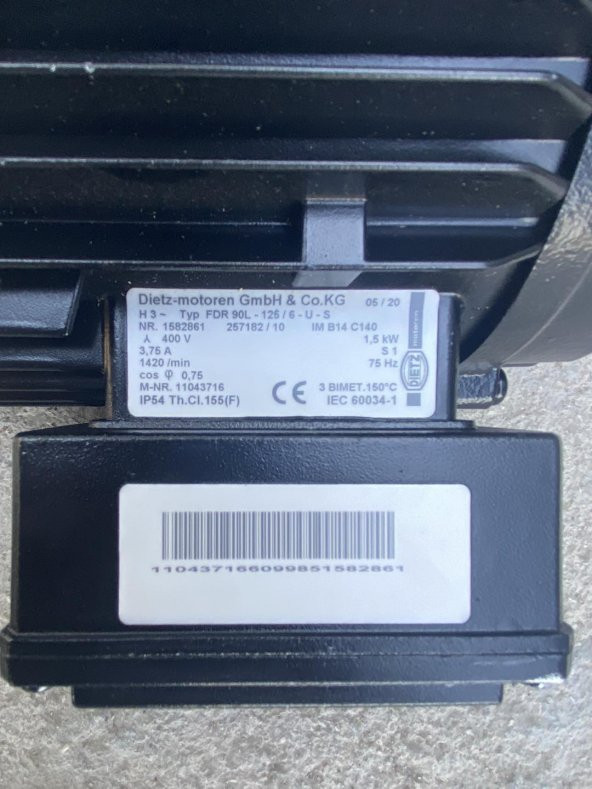 Dietz-motoren GmbH & Co.KG 05/20
H 3~ Typ FDR 90L - 125/6 - U - S
NR. 1582861 257182/10 IM B14 C140
⅄ 400 V 1,5 kW
3,75 A S 1
1420 /min 75 Hz
cos φ 0,75
M-NR. 11043716 CE 3 BIMET.150°C
IP54 Th.Cl.155(F) IEC 60034-1
DIETZ motoren
110437166099851582861